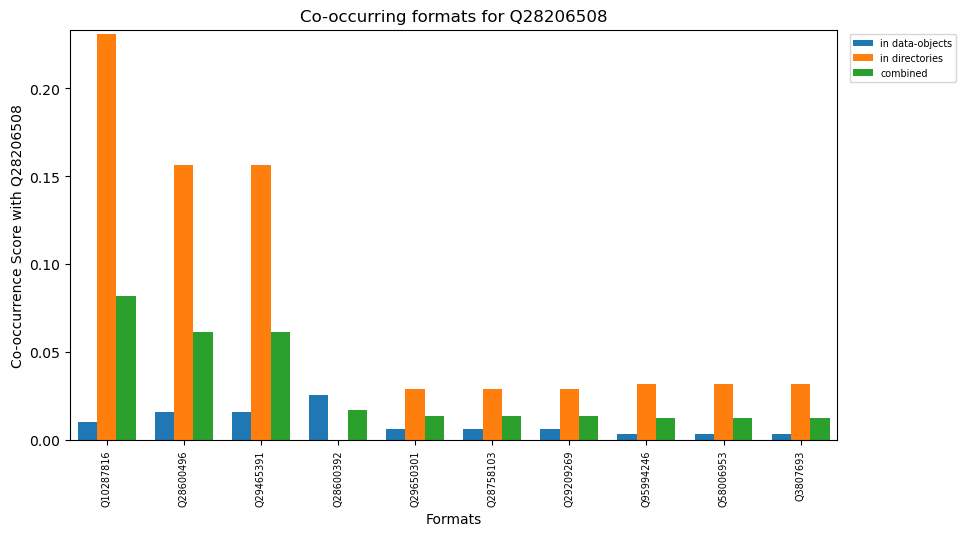 Co-occurring formats for Q28206508
in data-objects
in directories
combined
Co-occurrence Score with Q28206508
0.20
0.15
0.10
0.05
0.00
Q10287816
Q28600496
Q29465391
Q28600392
Q29650301
Q28758103
Q29209269
Q95994246
Q58006953
Q3807693
Formats